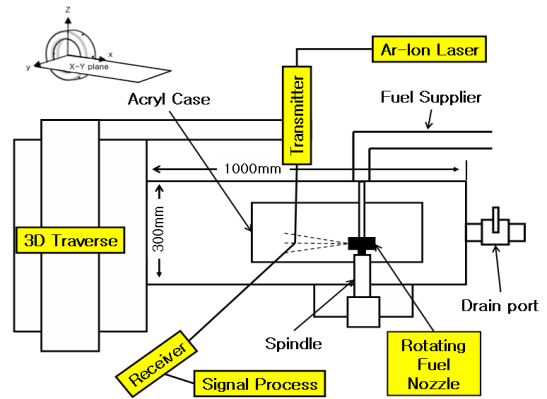 Z
x
y
X-Y plane
Ar-Ion Laser
Transmitter
Acryl Case
Fuel Supplier
1000mm
300mm
3D Traverse
Drain port
Spindle
Receiver
Signal Process
Rotating
Fuel
Nozzle